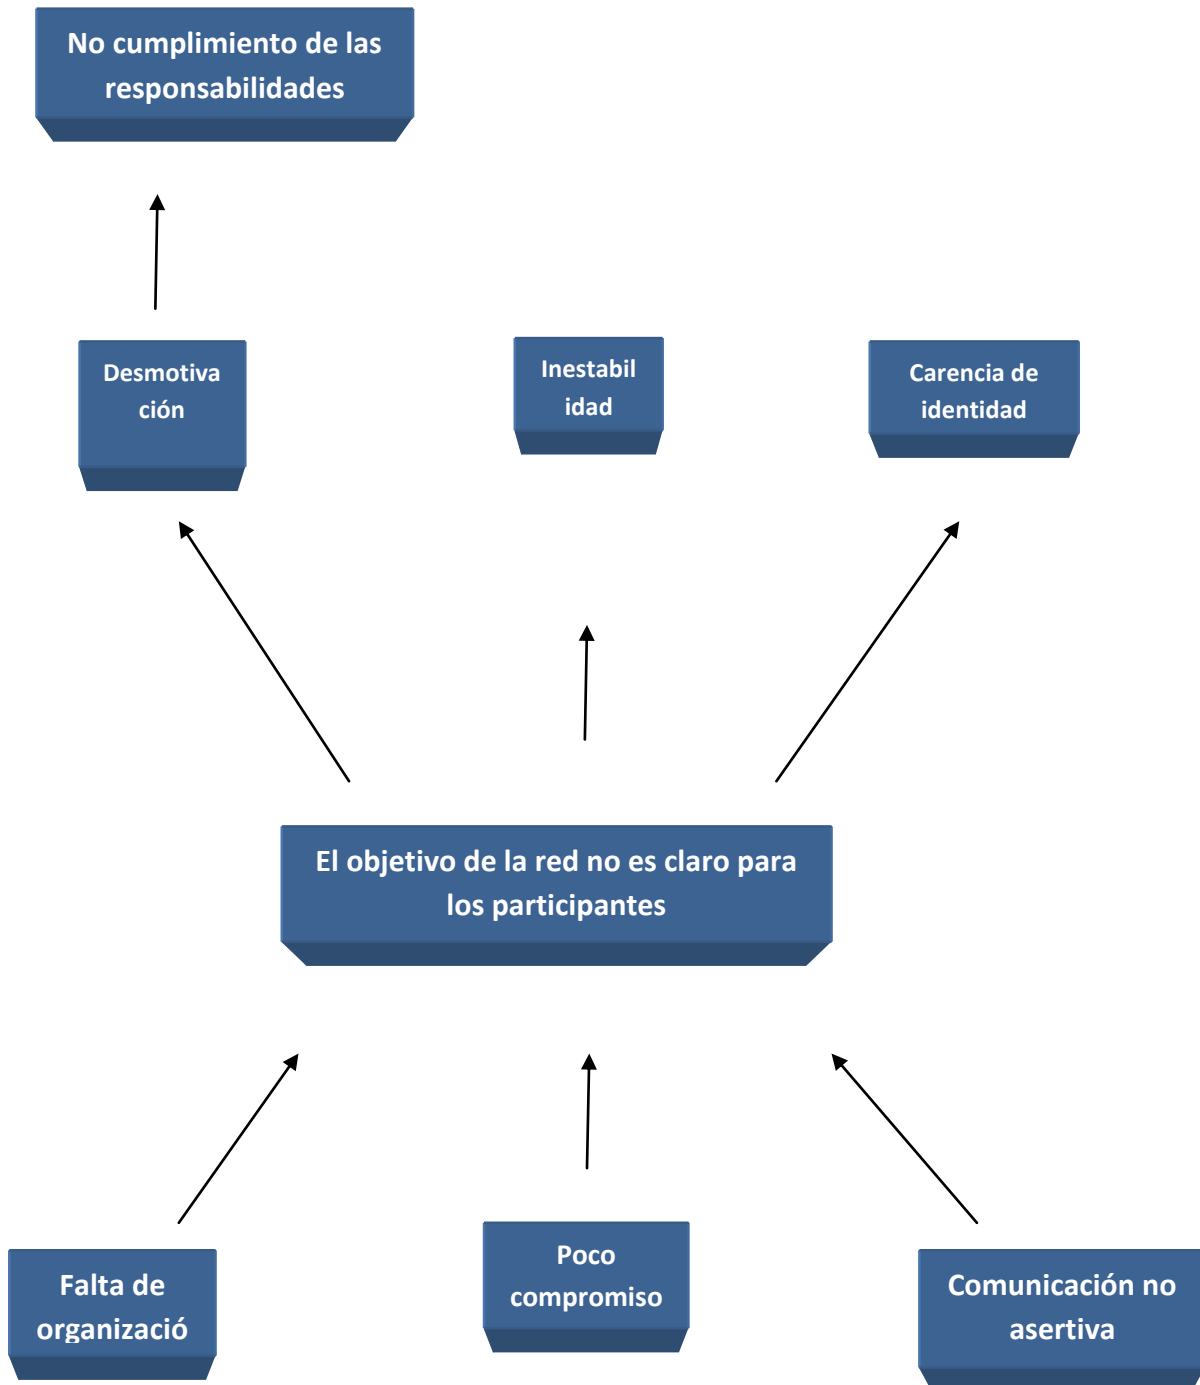 No cumplimiento de las
responsabilidades
Desmotiva
ción
Inestabil
idad
Carencia de
identidad
El objetivo de la red no es claro para
los participantes
Falta de
organizació
Poco
compromiso
Comunicación no
asertiva